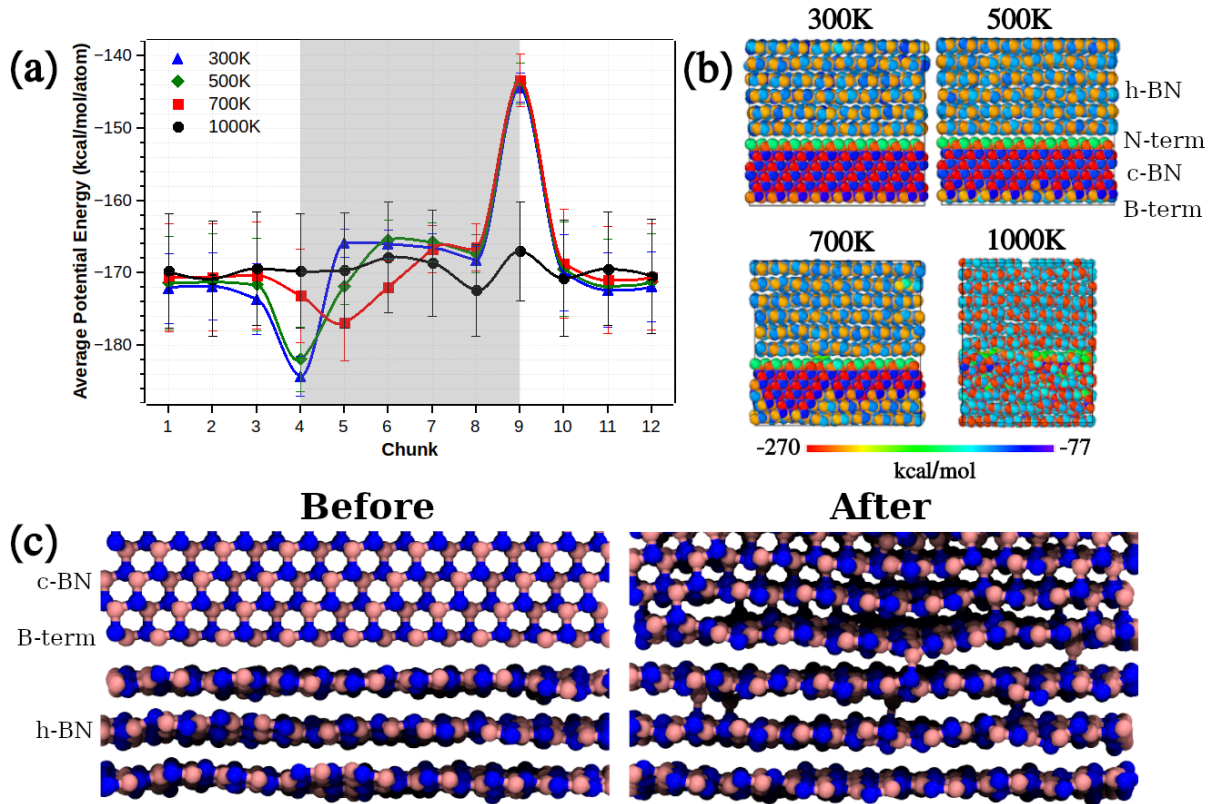 (a)
Average Potential Energy (kcal/mol/atom)
−140
−150
−160
−170
−180
300K
500K
700K
1000K
1 2 3 4 5 6 7 8 9 10 11 12
Chunk
(b)
300K 500K
h-BN
N-term
c-BN
B-term
700K 1000K
-270 -77
kcal/mol
Before After
(c)
c-BN
B-term
h-BN